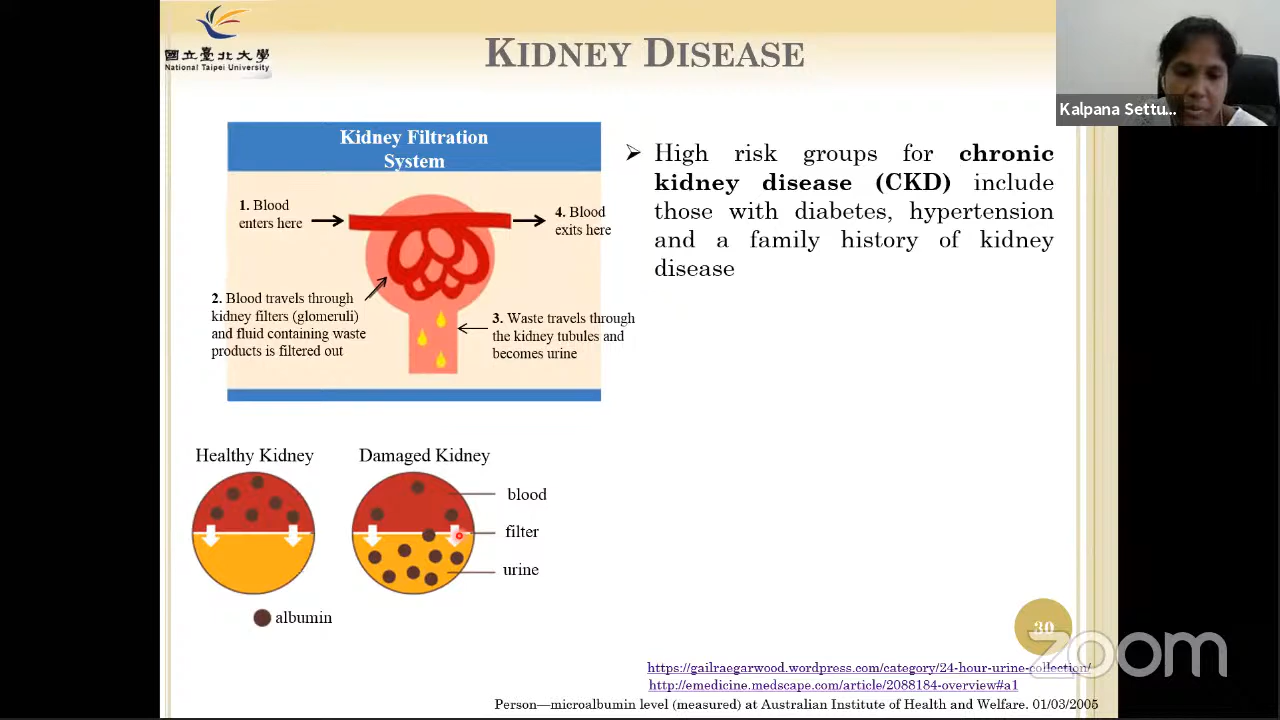 國立臺北大學
National Taipei University
KIDNEY DISEASE
Kalpana Settu...
Kidney Filtration
System
1. Blood
enters here
4. Blood
exits here
2. Blood travels through
kidney filters (glomeruli)
and fluid containing waste
products is filtered out
3. Waste travels through
the kidney tubules and
becomes urine
➢ High risk groups for chronic
kidney disease (CKD) include
those with diabetes, hypertension
and a family history of kidney
disease
Healthy Kidney
Damaged Kidney
blood
filter
urine
albumin
30
zoom
https://gailraegarwood.wordpress.com/category/24-hour-urine-collection/
http://emedicine.medscape.com/article/2088184-overview#a1
Person—microalbumin level (measured) at Australian Institute of Health and Welfare. 01/03/2005